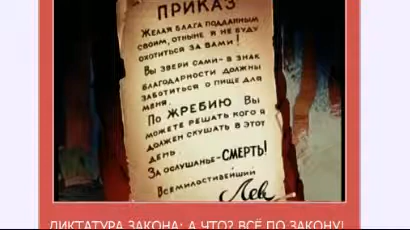 ПРИКАЗ
ЖЕЛАЯ БЛАГА ПОДДАННЫМ
СВОИМ, ОТНЫНЕ Я НЕ БУДУ
ОХОТИТЬСЯ ЗА ВАМИ!
ВЫ ЗВЕРИ САМИ - В ЗНАК
БЛАГОДАРНОСТИ ДОЛЖНЫ
ЗАБОТИТЬСЯ О ПИЩЕ ДЛЯ
МЕНЯ.
ПО ЖРЕБИЮ ВЫ
МОЖЕТЕ РЕШАТЬ КОГО Я
ДОЛЖЕН СКУШАТЬ В ЭТОТ
ДЕНЬ.
ЗА ОСЛУШАНЬЕ - СМЕРТЬ!
ВСЕМИЛОСТИВЕЙШИЙ
Лев
ДИКТАТУРА ЗАКОНА: А ЧТО? ВСЁ ПО ЗАКОНУ!